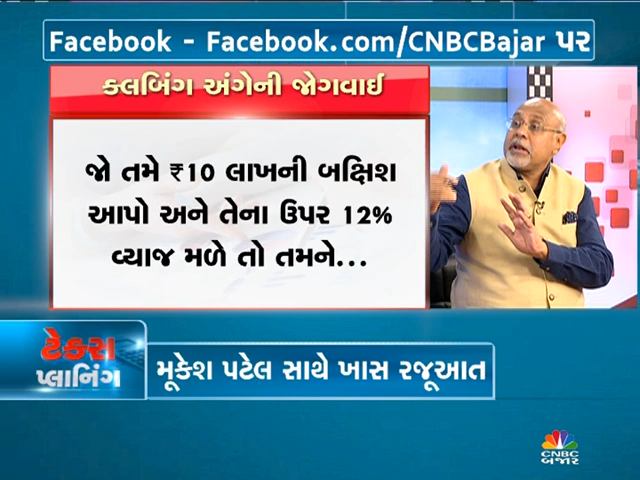 Facebook - Facebook.com/CNBCBajar પર
ક્લબિંગ અંગેની જોગવાઈ
જો તમે ₹10 લાખની બક્ષિશ
આપો અને તેના ઉપર 12%
વ્યાજ મળે તો તમને...
ટેક્સ
પ્લાનિંગ
મૂકેશ પટેલ સાથે ખાસ રજૂઆત
CNBC
બજાર